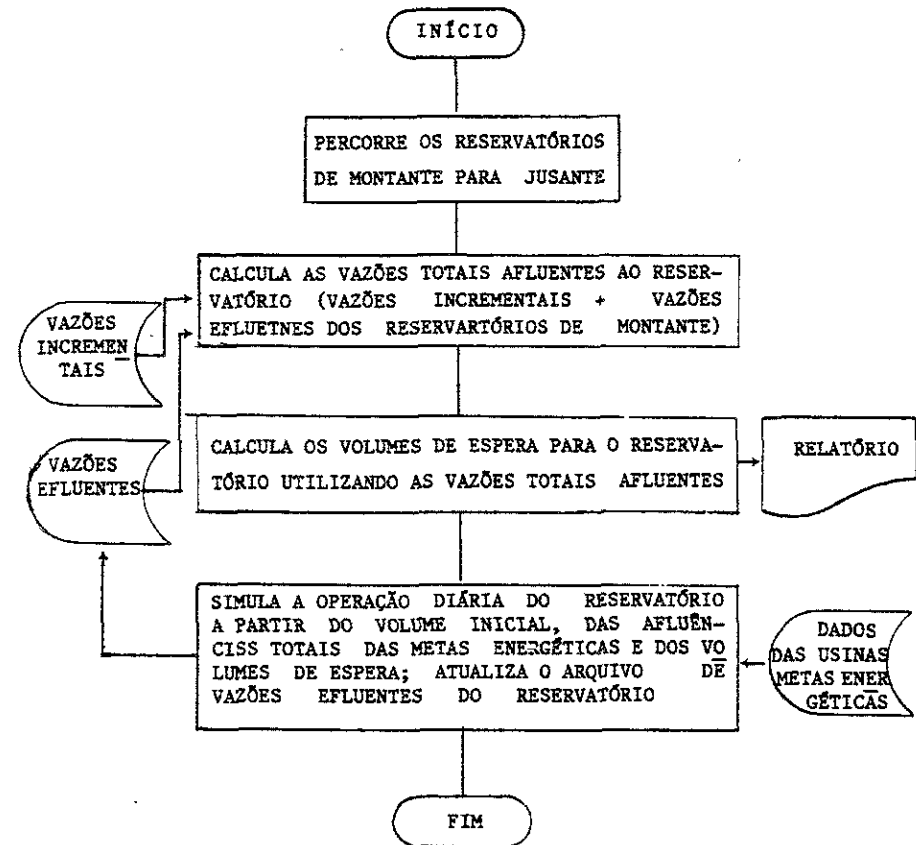 INÍCIO
PERCORRE OS RESERVATÓRIOS
DE MONTANTE PARA JUSANTE
CALCULA AS VAZÕES TOTAIS AFLUENTES AO RESER-
VATÓRIO (VAZÕES INCREMENTAIS + VAZÕES
EFLUETNES DOS RESERVARTÓRIOS DE MONTANTE)
VAZÕES
INCREMEN
TAIS
CALCULA OS VOLUMES DE ESPERA PARA O RESERVA-
TÓRIO UTILIZANDO AS VAZÕES TOTAIS AFLUENTES
RELATÓRIO
VAZÕES
EFLUENTES
SIMULA A OPERAÇÃO DIÁRIA DO RESERVATÓRIO
A PARTIR DO VOLUME INICIAL, DAS AFLUÊN-
CISS TOTAIS DAS METAS ENERGÉTICAS E DOS VO
LUMES DE ESPERA; ATUALIZA O ARQUIVO DE
VAZÕES EFLUENTES DO RESERVATÓRIO
DADOS
DAS USINAS
METAS ENER
GÉTICAS
FIM